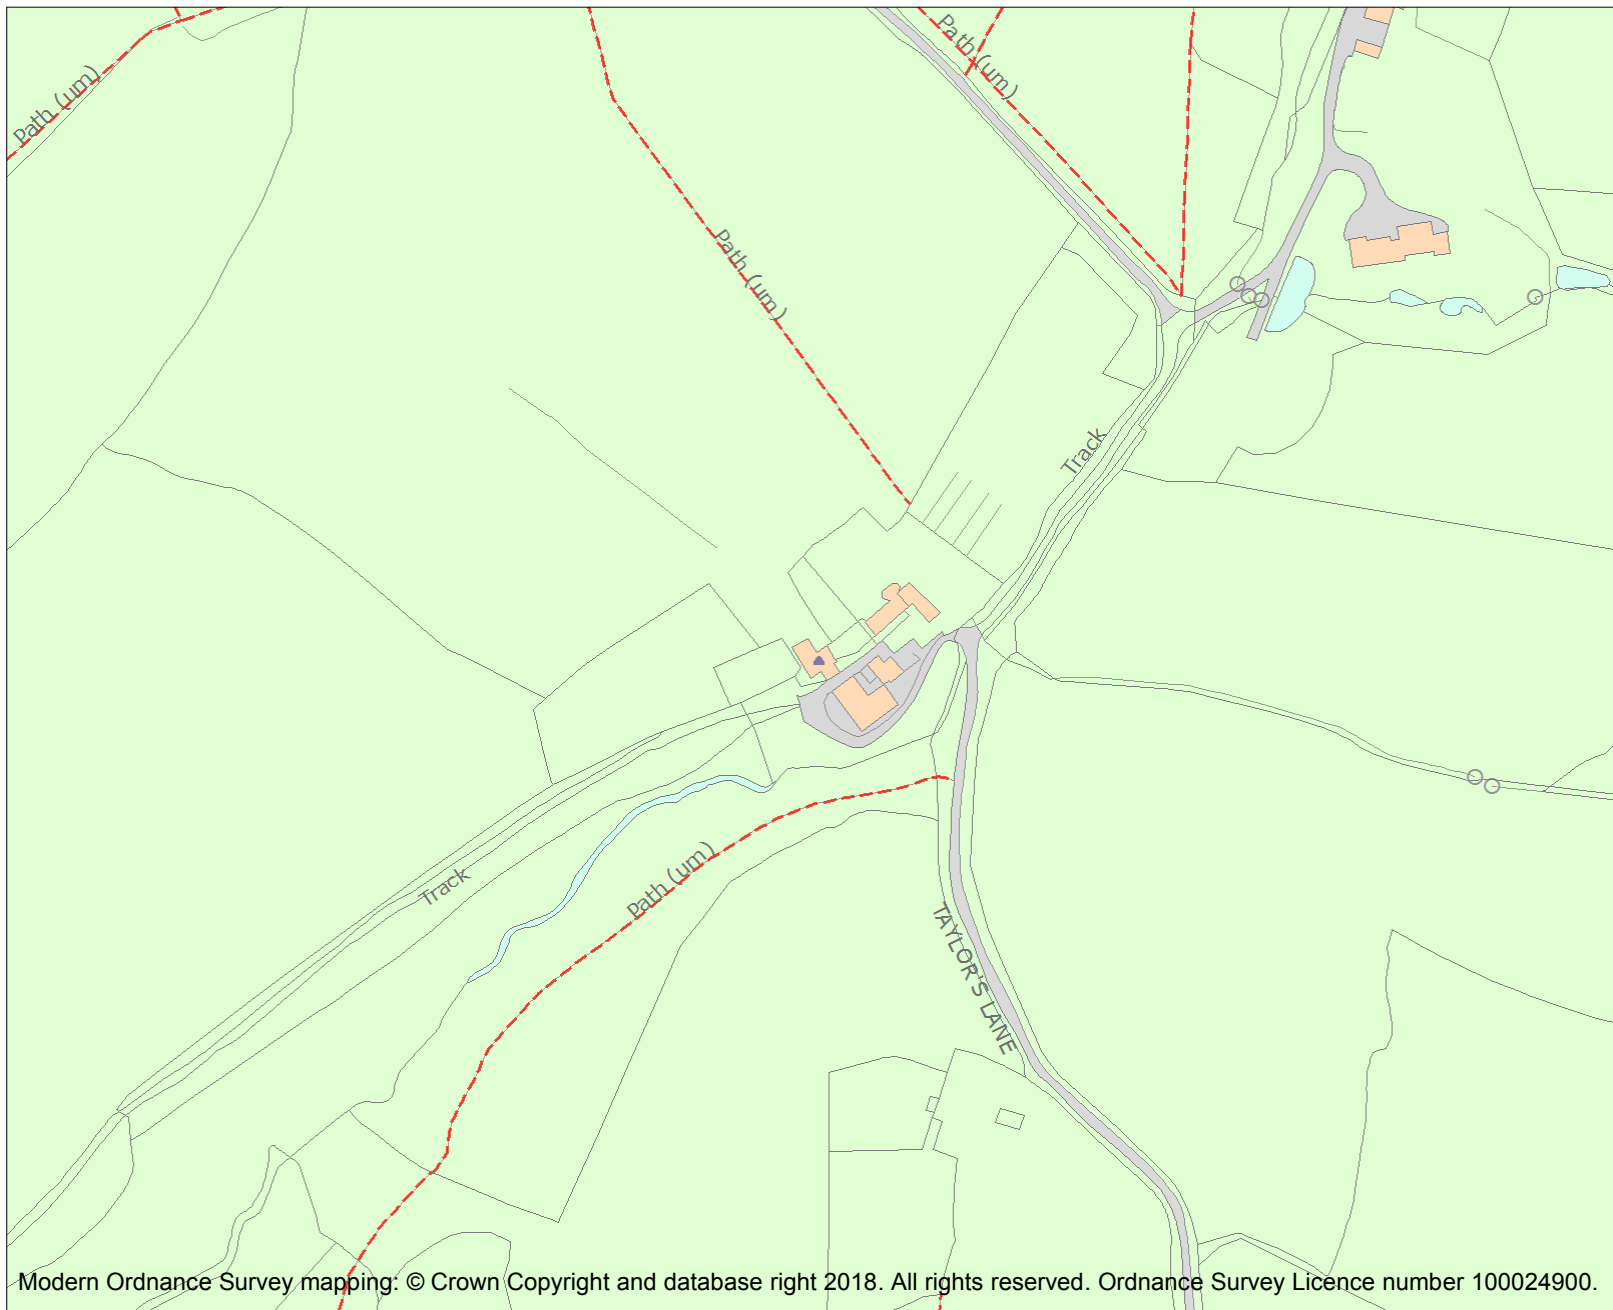 Path (um)
Path (um)
Path (um)
Track
Track
Path (um)
TAYLOR'S LANE
Modern Ordnance Survey mapping: © Crown Copyright and database right 2018. All rights reserved. Ordnance Survey Licence number 100024900.